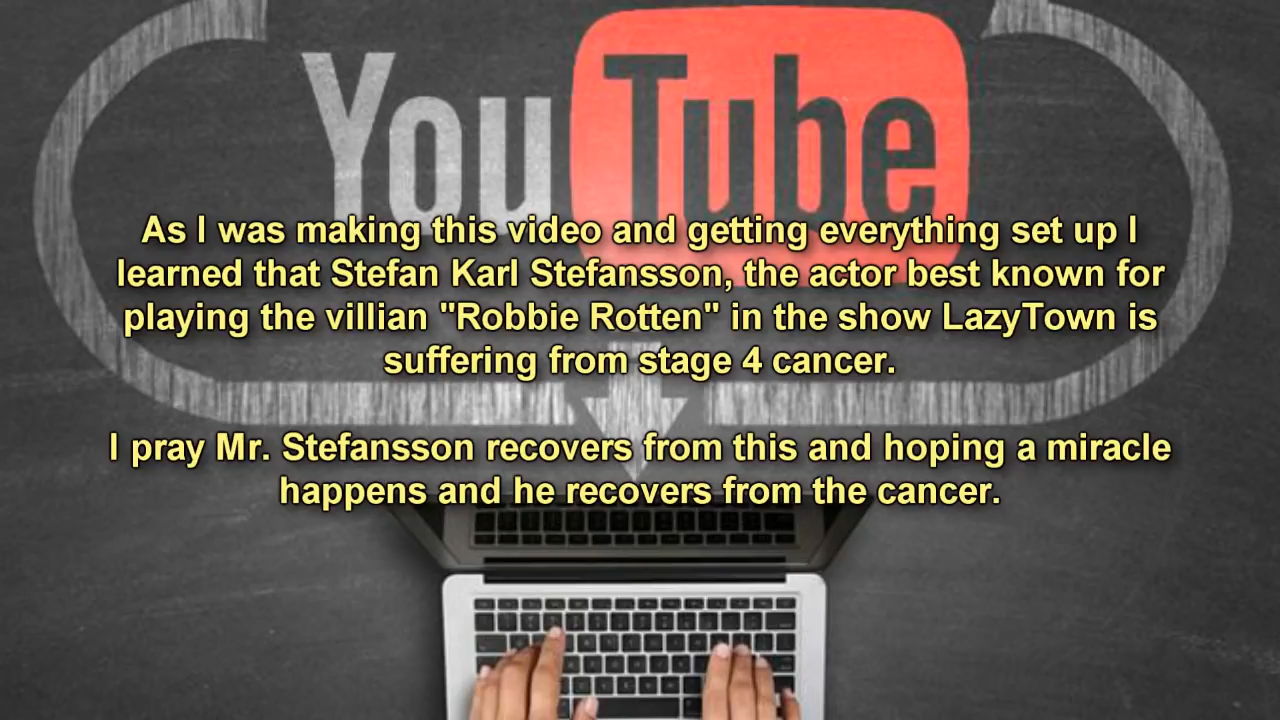 YouTube
As I was making this video and getting everything set up I
learned that Stefan Karl Stefansson, the actor best known for
playing the villian "Robbie Rotten" in the show LazyTown is
suffering from stage 4 cancer.
I pray Mr. Stefansson recovers from this and hoping a miracle
happens and he recovers from the cancer.